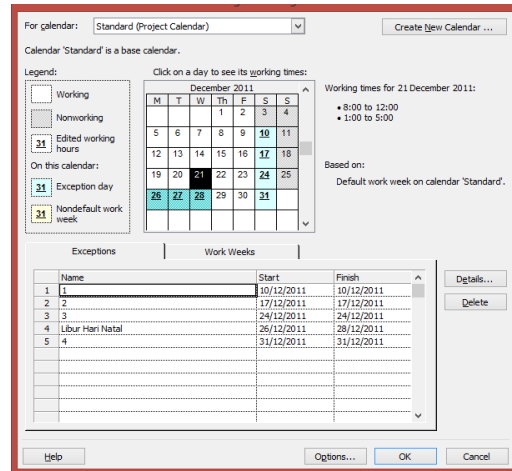 For calendar: Standard (Project Calendar) Create New Calendar ...
Calendar 'Standard' is a base calendar.
Legend:
Working
Nonworking
31 Edited working hours
On this calendar:
31 Exception day
31 Nondefault work week
Click on a day to see its working times:
December 2011
M T W Th F S S
1 2 3 4
5 6 7 8 9 10 11
12 13 14 15 16 17 18
19 20 21 22 23 24 25
26 27 28 29 30 31
Working times for 21 December 2011:
• 8:00 to 12:00
• 1:00 to 5:00
Based on:
Default work week on calendar 'Standard'.
Exceptions Work Weeks
Name Start Finish
1 1 10/12/2011 10/12/2011
2 2 17/12/2011 17/12/2011
3 3 24/12/2011 24/12/2011
4 Libur Hari Natal 26/12/2011 28/12/2011
5 4 31/12/2011 31/12/2011
Details...
Delete
Help Options... OK Cancel